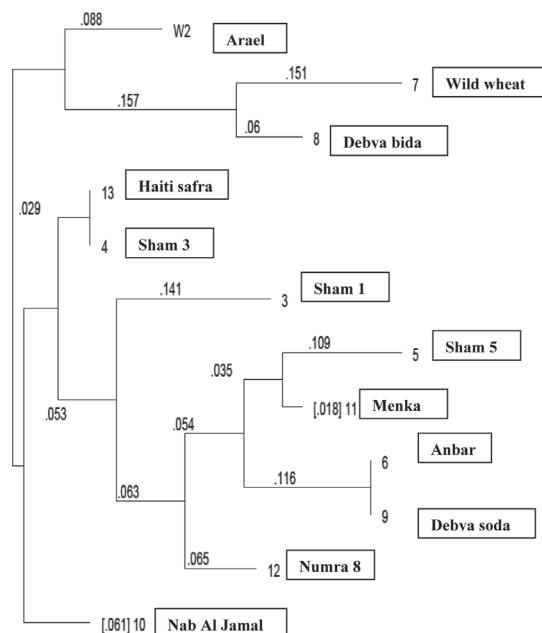 .088
W2 Arael
.151
7 Wild wheat
.157
.06
8 Debva bida
13 Haiti safra
.029
4 Sham 3
.141
3 Sham 1
.109
5 Sham 5
.035
.053
[.018] 11 Menka
.054
6 Anbar
.116
.063
9 Debva soda
.065
12 Numra 8
[.061] 10 Nab Al Jamal